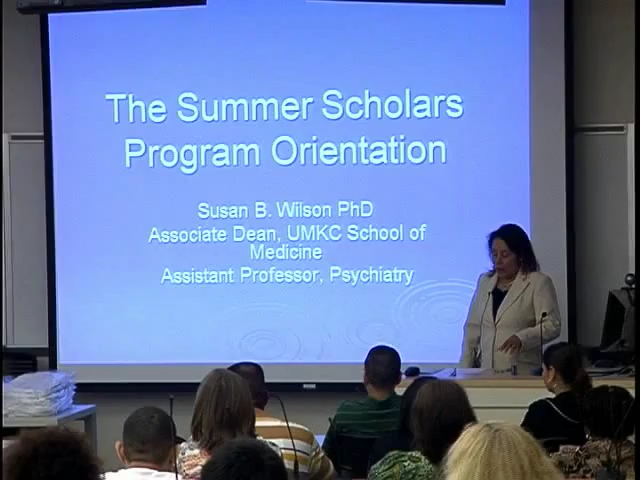 The Summer Scholars
Program Orientation
Susan B. Wilson PhD
Associate Dean, UMKC School of
Medicine
Assistant Professor, Psychiatry